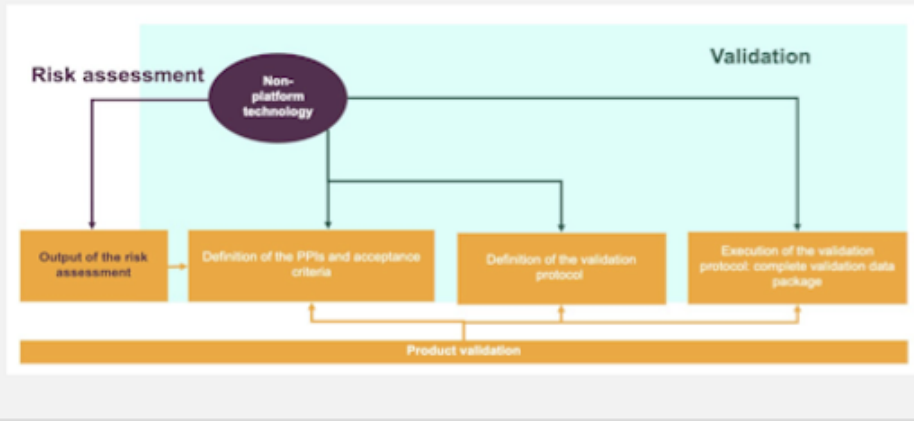 Risk assessment
Validation
Non-
platform
technology
Output of the risk
assessment
Definition of the PPIs and acceptance
criteria
Definition of the validation
protocol
Execution of the validation
protocol: complete validation data
package
Product validation